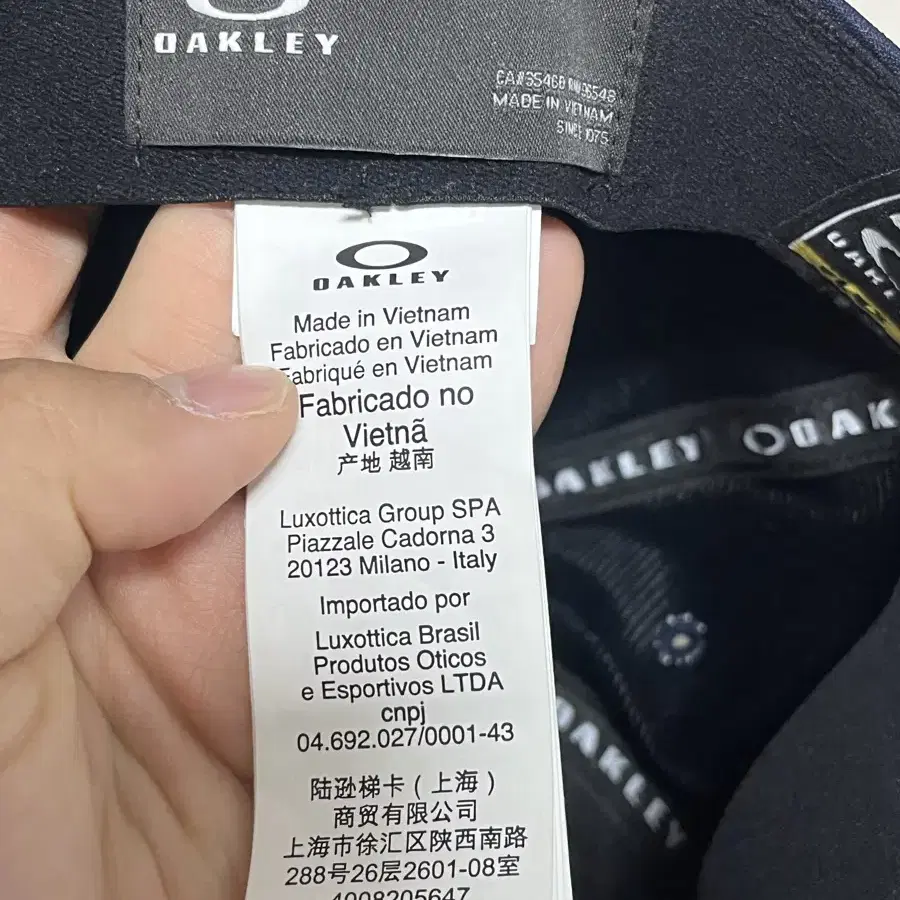 OAKLEY
MADE IN VIETNAM
OAKLEY
Made in Vietnam
Fabricado en Vietnam
Fabriqué en Vietnam
Fabricado no
Vietnã
产地 越南
Luxottica Group SPA
Piazzale Cadorna 3
20123 Milano - Italy
Importado por
Luxottica Brasil
Produtos Oticos
e Esportivos LTDA
cnpj
04.692.027/0001-43
陆逊梯卡（上海）
商贸有限公司
上海市徐汇区陕西南路
288号26层2601-08室
4008205647
OAKLEY OAK
OAKLEY